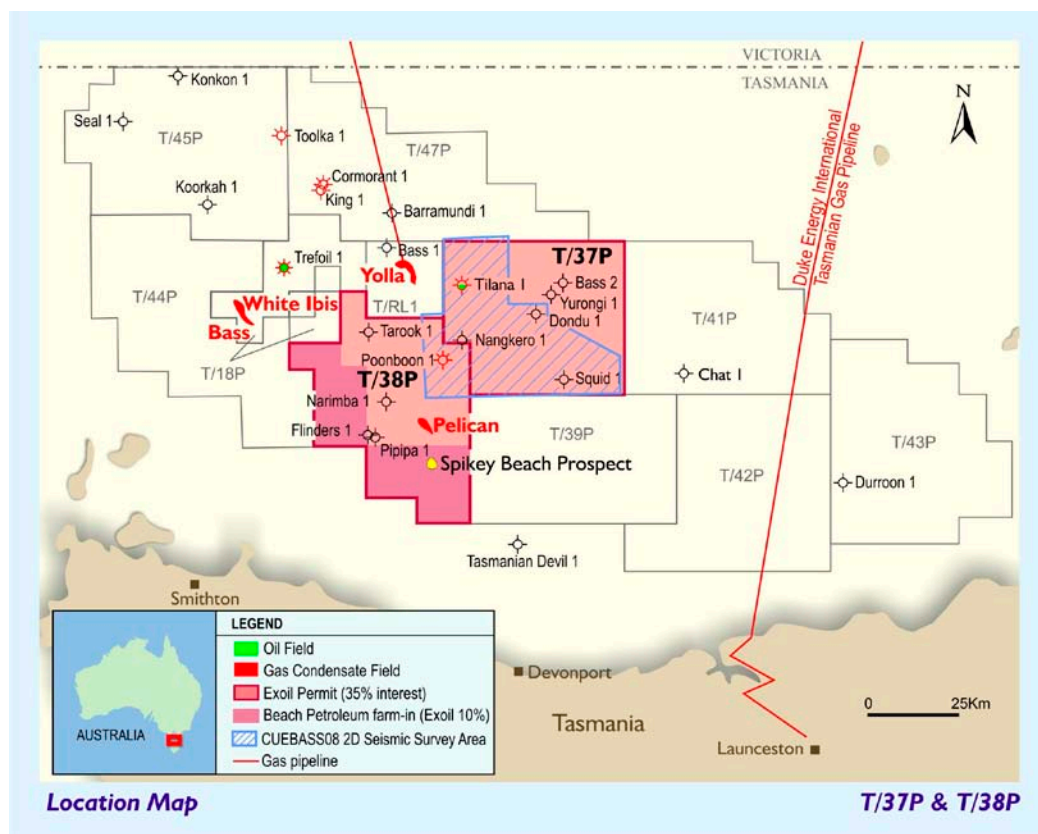 VICTORIA
TASMANIA
N
Konkon 1
Seal 1
T/45P
Toolka 1
T/47P
Cormorant 1
King 1
Koorkah 1
Barramundi 1
Duke Energy International
Tasmanian Gas Pipeline
Bass 1
T/37P
Trefoil 1
Yolla
Tilana 1
Bass 2
Yurongi 1
T/44P
White Ibis
T/RL1
Dondu 1
T/41P
Bass
Tarook 1
Nangkero 1
Poonboon 1
T/18P
T/38P
Squid 1
Chat 1
Narimba 1
Pelican
Flinders 1
T/39P
T/43P
Pipipa 1
Spikey Beach Prospect
T/42P
Durroon 1
Tasmanian Devil 1
Smithton
LEGEND
Oil Field
Gas Condensate Field
Exoil Permit (35% interest)
Beach Petroleum farm-in (Exoil 10%)
CUEBASS08 2D Seismic Survey Area
Gas pipeline
AUSTRALIA
Devonport
0 25Km
Tasmania
Launceston
Location Map
T/37P & T/38P